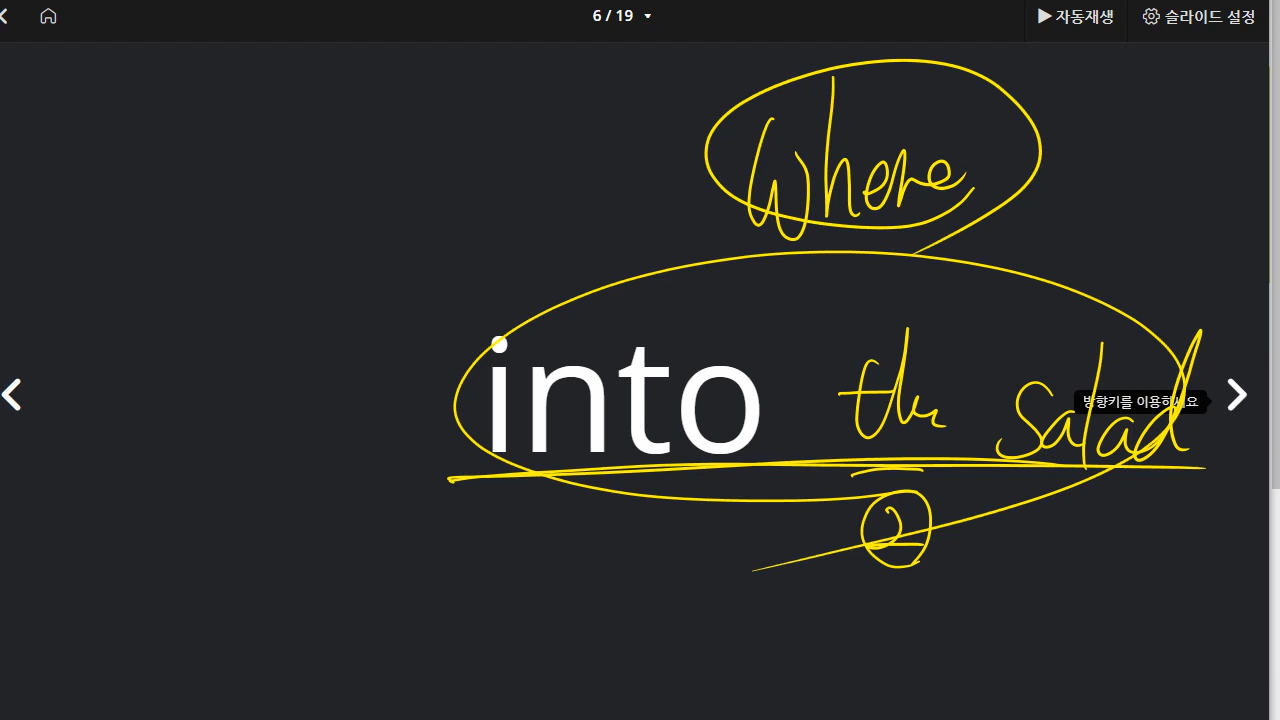 6 / 19
▶ 자동재생
슬라이드 설정
Where
into the salad
방향키를 이용하세요
2